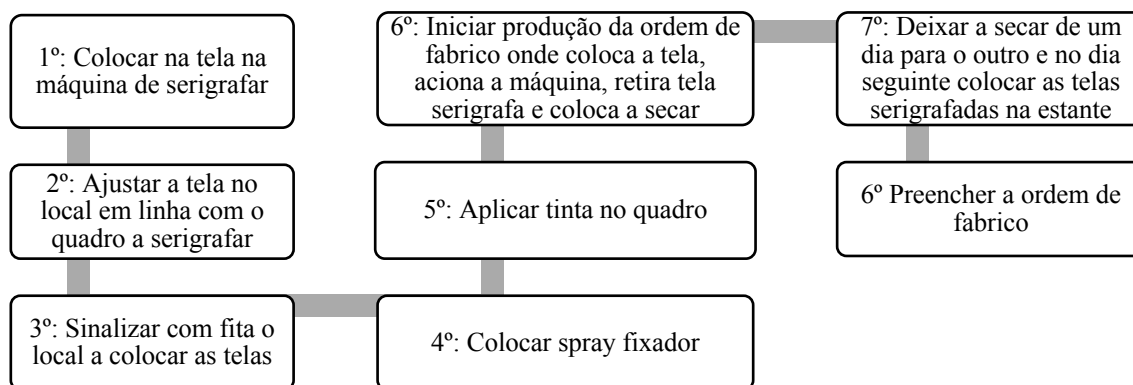 1º: Colocar na tela na
máquina de serigrafar
2º: Ajustar a tela no
local em linha com o
quadro a serigrafar
3º: Sinalizar com fita o
local a colocar as telas
4º: Colocar spray fixador
5º: Aplicar tinta no quadro
6º: Iniciar produção da ordem de
fabrico onde coloca a tela,
aciona a máquina, retira tela
serigrafa e coloca a secar
7º: Deixar a secar de um
dia para o outro e no dia
seguinte colocar as telas
serigrafadas na estante
6º Preencher a ordem de
fabrico